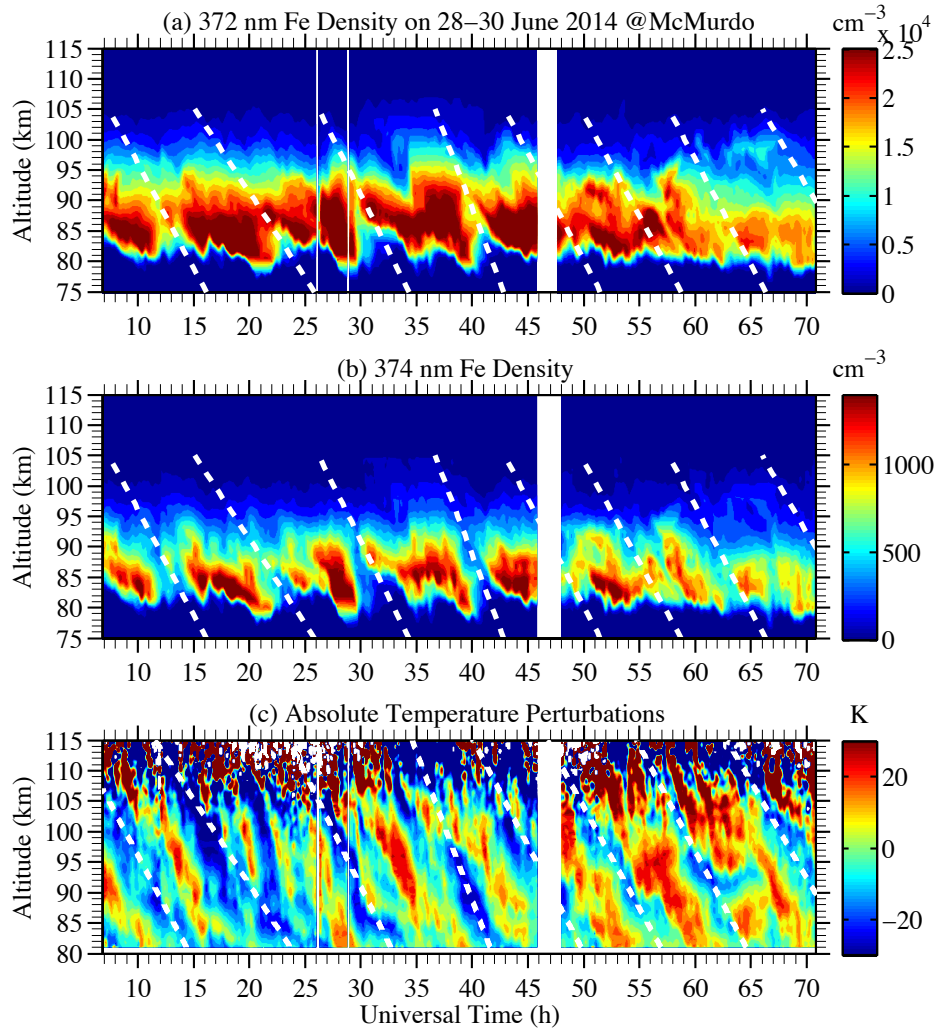 (a) 372 nm Fe Density on 28–30 June 2014 @McMurdo
cm⁻³
x 10⁴
Altitude (km)
115
110
105
100
95
90
85
80
75
10 15 20 25 30 35 40 45 50 55 60 65 70
2.5
2
1.5
1
0.5
0
(b) 374 nm Fe Density
cm⁻³
Altitude (km)
115
110
105
100
95
90
85
80
75
10 15 20 25 30 35 40 45 50 55 60 65 70
1000
500
0
(c) Absolute Temperature Perturbations
K
Altitude (km)
115
110
105
100
95
90
85
80
10 15 20 25 30 35 40 45 50 55 60 65 70
20
0
−20
Universal Time (h)